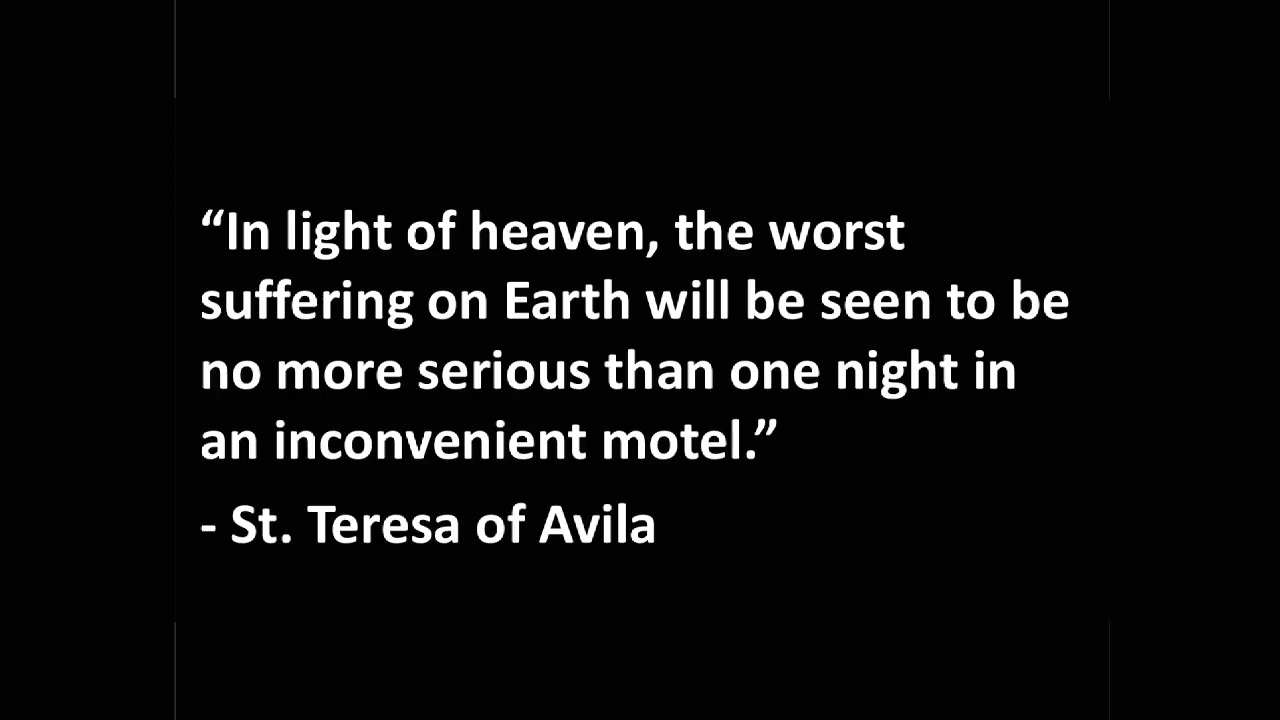 “In light of heaven, the worst
suffering on Earth will be seen to be
no more serious than one night in
an inconvenient motel.”
- St. Teresa of Avila